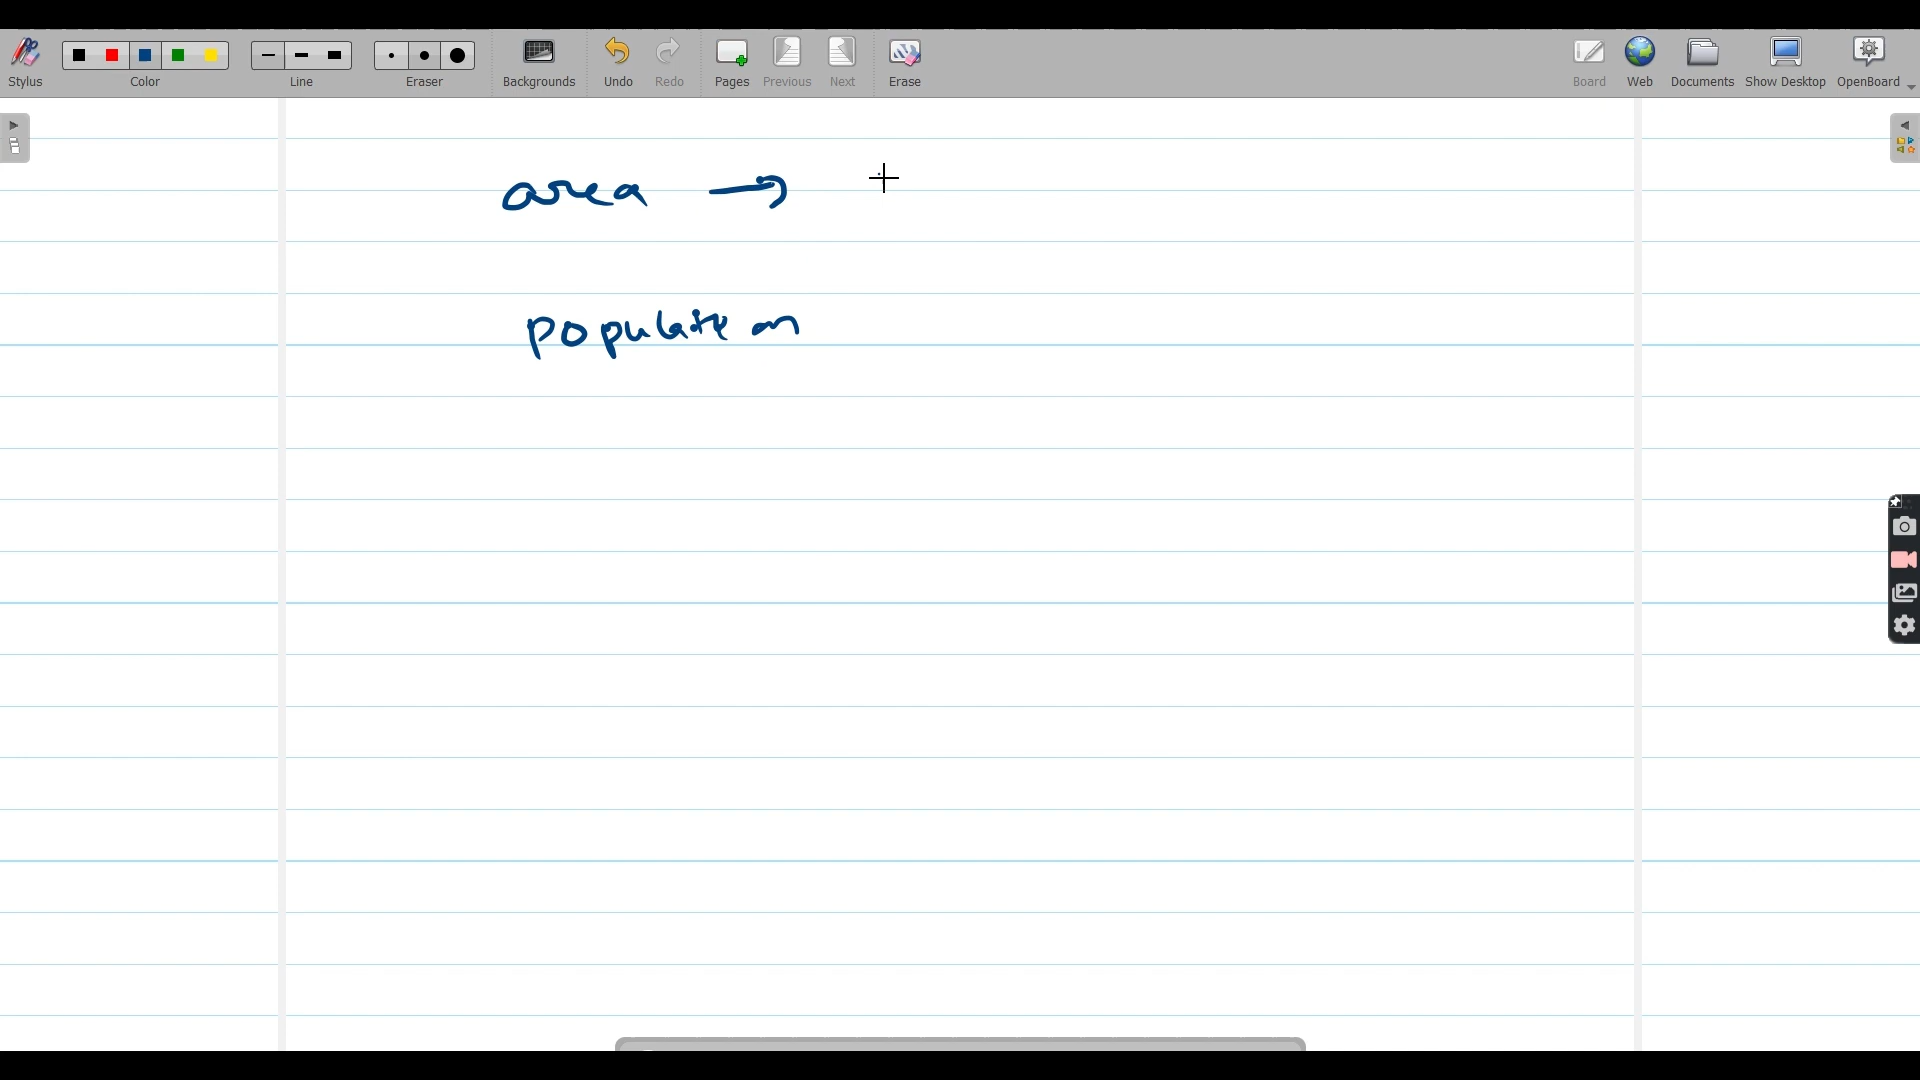 Stylus Color Line Eraser Backgrounds Undo Redo Pages Previous Next Erase Board Web Documents Show Desktop OpenBoard
area →
population